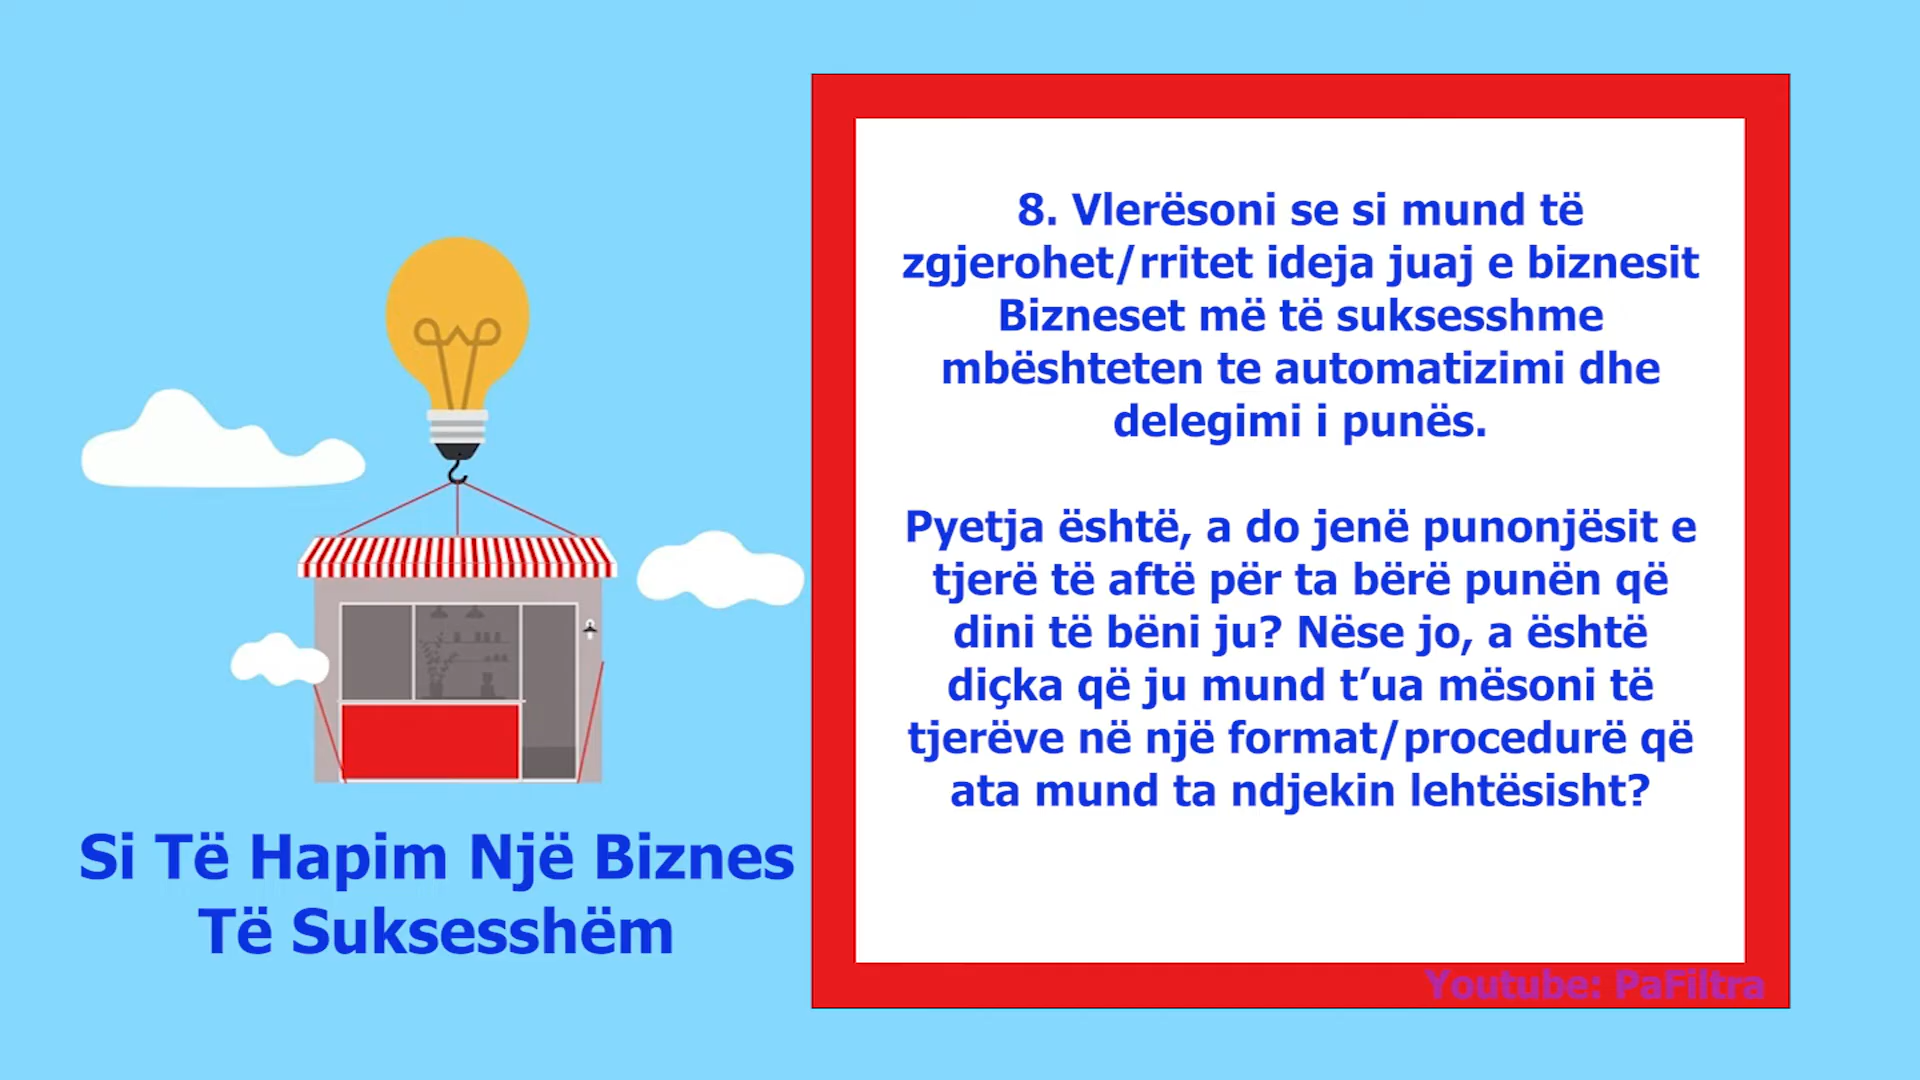 8. Vlerësoni se si mund të
zgjerohet/rritet ideja juaj e biznesit
Bizneset më të suksesshme
mbështeten te automatizimi dhe
delegimi i punës.
Pyetja është, a do jenë punonjësit e
tjerë të aftë për ta bërë punën që
dini të bëni ju? Nëse jo, a është
diçka që ju mund t’ua mësoni të
tjerëve në një format/procedurë që
ata mund ta ndjekin lehtësisht?
Si Të Hapim Një Biznes
Të Suksesshëm
Youtube: PaFiltra